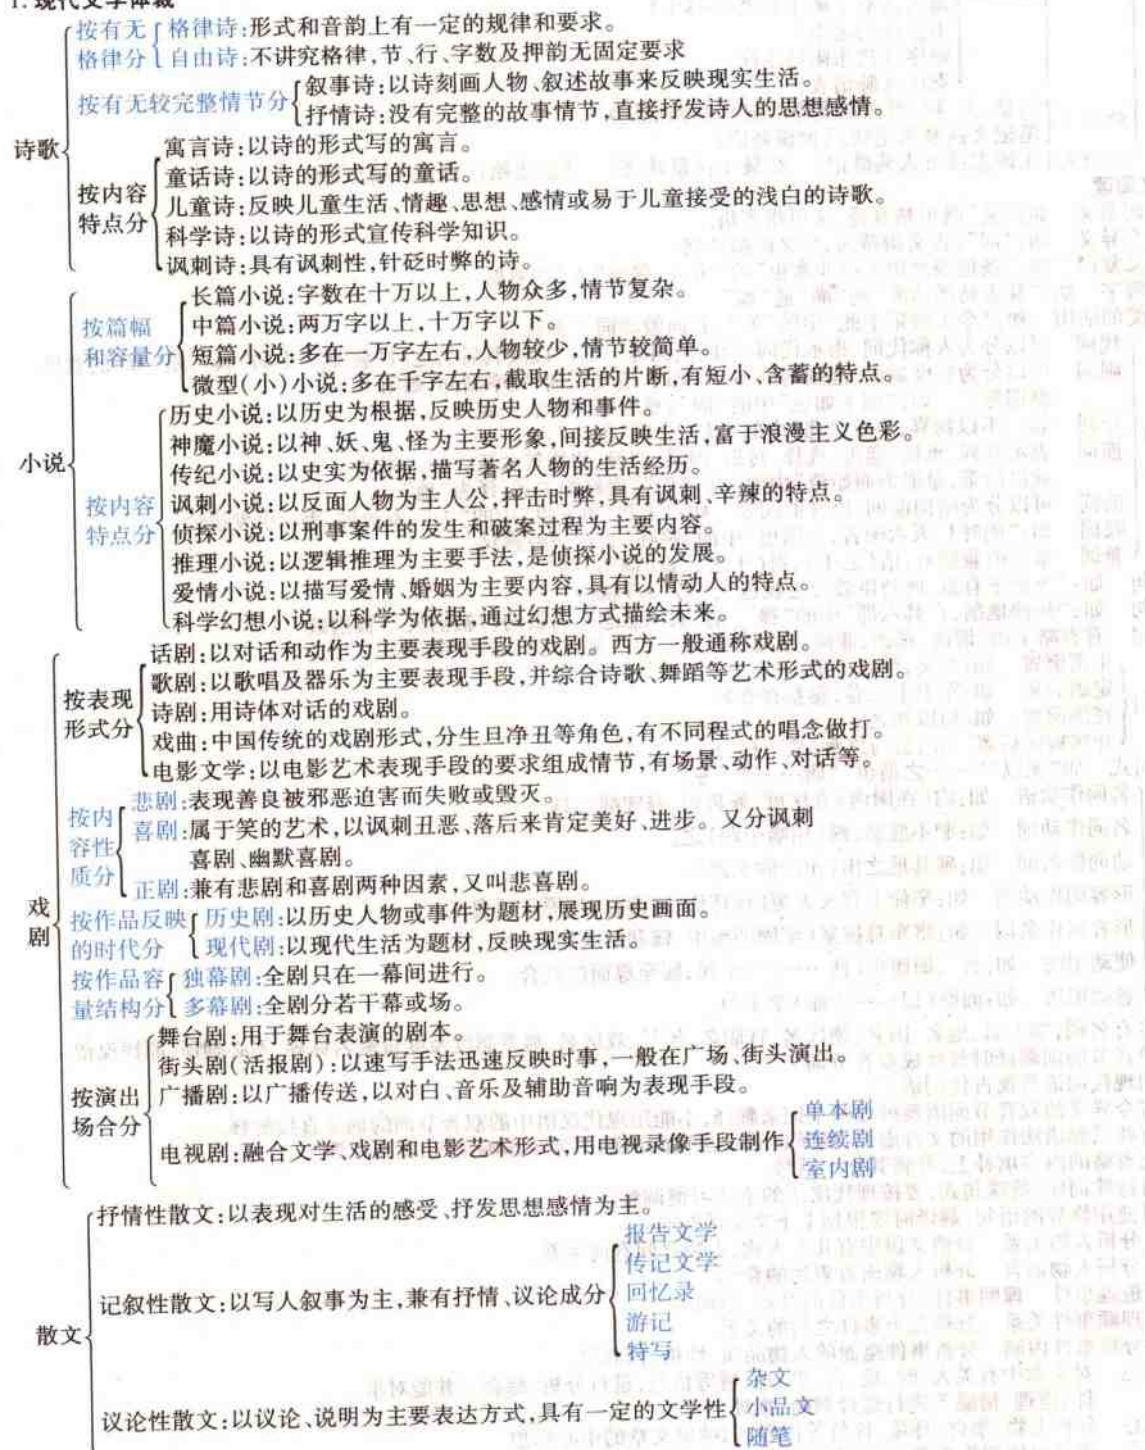 1. 现代文学体裁
按有无
格律分
格律诗:形式和音韵上有一定的规律和要求。
自由诗:不讲究格律,节、行、字数及押韵无固定要求
按有无较完整情节分
叙事诗:以诗刻画人物、叙述故事来反映现实生活。
抒情诗:没有完整的故事情节,直接抒发诗人的思想感情。
诗歌
按内容
特点分
寓言诗:以诗的形式写的寓言。
童话诗:以诗的形式写的童话。
儿童诗:反映儿童生活、情趣、思想、感情或易于儿童接受的浅白的诗歌。
科学诗:以诗的形式宣传科学知识。
讽刺诗:具有讽刺性,针砭时弊的诗。
小说
按篇幅
和容量分
长篇小说:字数在十万以上,人物众多,情节复杂。
中篇小说:两万字以上,十万字以下。
短篇小说:多在一万字左右,人物较少,情节较简单。
微型(小)小说:多在千字左右,截取生活的片断,有短小、含蓄的特点。
按内容
特点分
历史小说:以历史为根据,反映历史人物和事件。
神魔小说:以神、妖、鬼、怪为主要形象,间接反映生活,富于浪漫主义色彩。
传纪小说:以史实为依据,描写著名人物的生活经历。
讽刺小说:以反面人物为主人公,抨击时弊,具有讽刺、辛辣的特点。
侦探小说:以刑事案件的发生和破案过程为主要内容。
推理小说:以逻辑推理为主要手法,是侦探小说的发展。
爱情小说:以描写爱情、婚姻为主要内容,具有以情动人的特点。
科学幻想小说:以科学为依据,通过幻想方式描绘未来。
戏
剧
按表现
形式分
话剧:以对话和动作为主要表现手段的戏剧。西方一般通称戏剧。
歌剧:以歌唱及器乐为主要表现手段,并综合诗歌、舞蹈等艺术形式的戏剧。
诗剧:用诗体对话的戏剧。
戏曲:中国传统的戏剧形式,分生旦净丑等角色,有不同程式的唱念做打。
电影文学:以电影艺术表现手段的要求组成情节,有场景、动作、对话等。
按内
容性
质分
悲剧:表现善良被邪恶迫害而失败或毁灭。
喜剧:属于笑的艺术,以讽刺丑恶、落后来肯定美好、进步。又分讽刺
喜剧、幽默喜剧。
正剧:兼有悲剧和喜剧两种因素,又叫悲喜剧。
按作品反映
的时代分
历史剧:以历史人物或事件为题材,展现历史画面。
现代剧:以现代生活为题材,反映现实生活。
按作品容
量结构分
独幕剧:全剧只在一幕间进行。
多幕剧:全剧分若干幕或场。
按演出
场合分
舞台剧:用于舞台表演的剧本。
街头剧(活报剧):以速写手法迅速反映时事,一般在广场、街头演出。
广播剧:以广播传送,以对白、音乐及辅助音响为表现手段。
电视剧:融合文学、戏剧和电影艺术形式,用电视录像手段制作
单本剧
连续剧
室内剧
散文
抒情性散文:以表现对生活的感受、抒发思想感情为主。
记叙性散文:以写人叙事为主,兼有抒情、议论成分
报告文学
传记文学
回忆录
游记
特写
议论性散文:以议论、说明为主要表达方式,具有一定的文学性
杂文
小品文
随笔